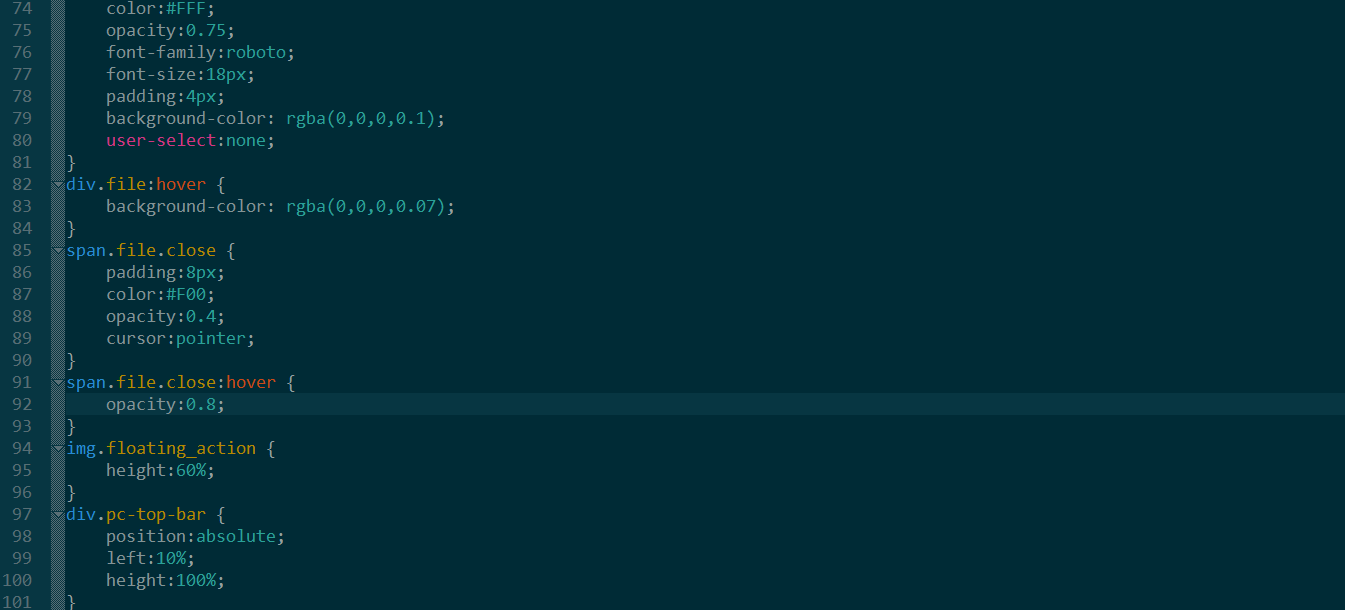 74 color:#FFF;
75 opacity:0.75;
76 font-family:roboto;
77 font-size:18px;
78 padding:4px;
79 background-color: rgba(0,0,0,0.1);
80 user-select:none;
81 }
82 div.file:hover {
83 background-color: rgba(0,0,0,0.07);
84 }
85 span.file.close {
86 padding:8px;
87 color:#F00;
88 opacity:0.4;
89 cursor:pointer;
90 }
91 span.file.close:hover {
92 opacity:0.8;
93 }
94 img.floating_action {
95 height:60%;
96 }
97 div.pc-top-bar {
98 position:absolute;
99 left:10%;
100 height:100%;
101 }